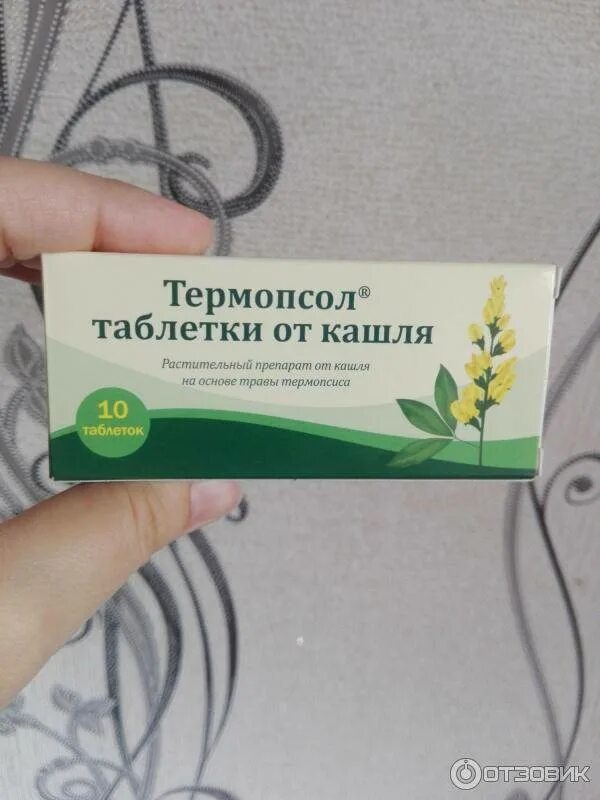 Термопсол®
таблетки от кашля
Растительный препарат от кашля
на основе травы термопсиса
10
таблеток
ОТЗОВИК